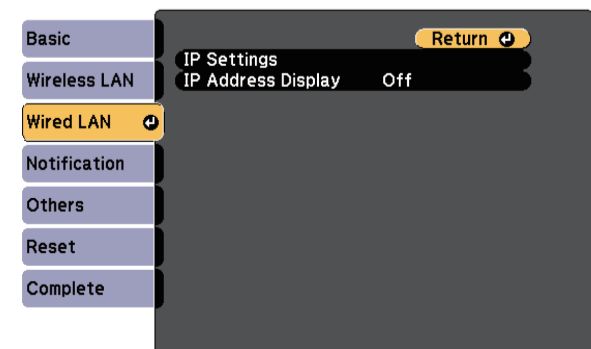 Basic
Wireless LAN
Wired LAN
Notification
Others
Reset
Complete
Return
IP Settings
IP Address Display Off